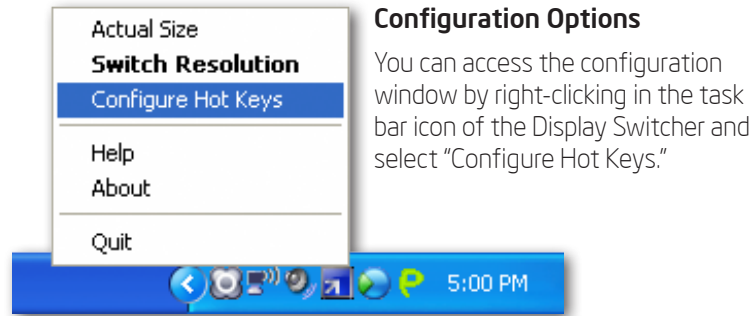 Actual Size
Switch Resolution
Configure Hot Keys
Help
About
Quit
5:00 PM
Configuration Options
You can access the configuration
window by right-clicking in the task
bar icon of the Display Switcher and
select "Configure Hot Keys."